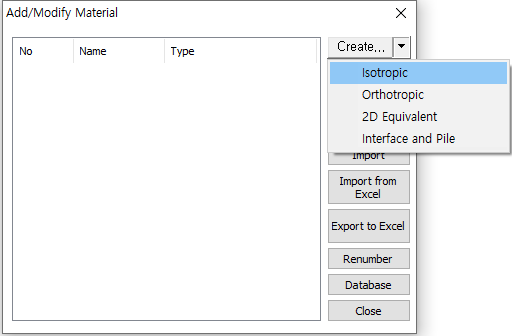 Add/Modify Material
No Name Type
Create...
Isotropic
Orthotropic
2D Equivalent
Interface and Pile
Import
Import from
Excel
Export to Excel
Renumber
Database
Close